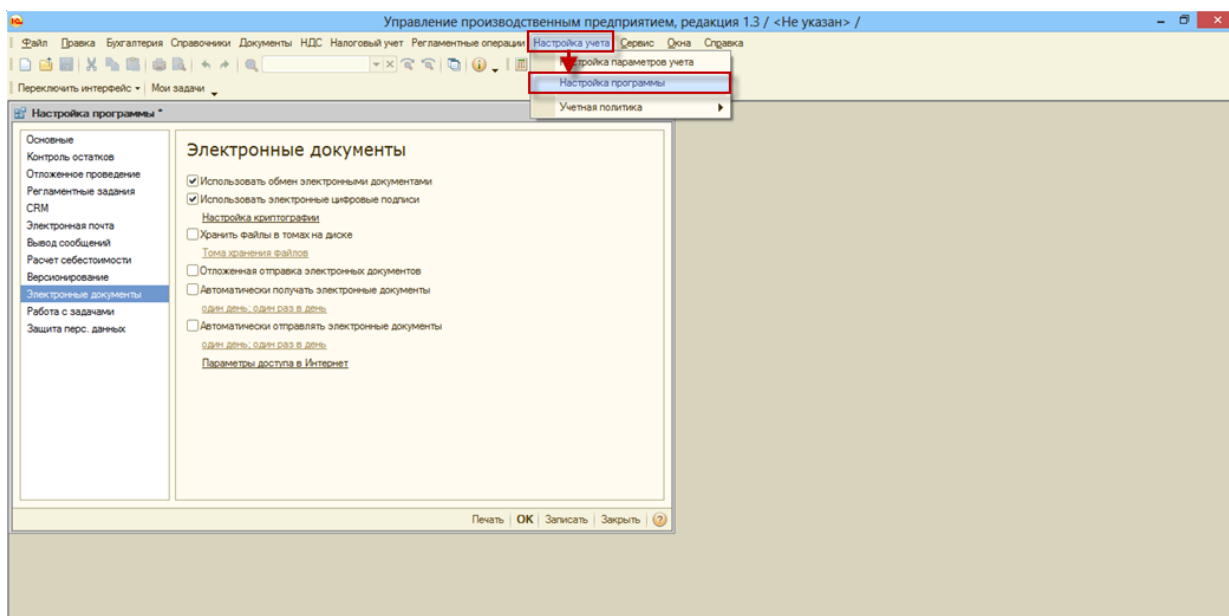 Управление производственным предприятием, редакция 1.3 / <Не указан> /
Файл Правка Бухгалтерия Справочники Документы НДС Налоговый учет Регламентные операции Настройка учета Сервис Окна Справка
Настройка параметров учета
Настройка программы
Учетная политика
Переключить интерфейс Мои задачи
Настройка программы *
Основные
Контроль остатков
Отложенное проведение
Регламентные задания
CRM
Электронная почта
Вывод сообщений
Расчет себестоимости
Версионирование
Электронные документы
Работа с задачами
Защита перс. данных
Электронные документы
Использовать обмен электронными документами
Использовать электронные цифровые подписи
Настройка криптографии
Хранить файлы в томах на диске
Тома хранения файлов
Отложенная отправка электронных документов
Автоматически получать электронные документы
один день; один раз в день
Автоматически отправлять электронные документы
один день; один раз в день
Параметры доступа в Интернет
Печать OK Записать Закрыть